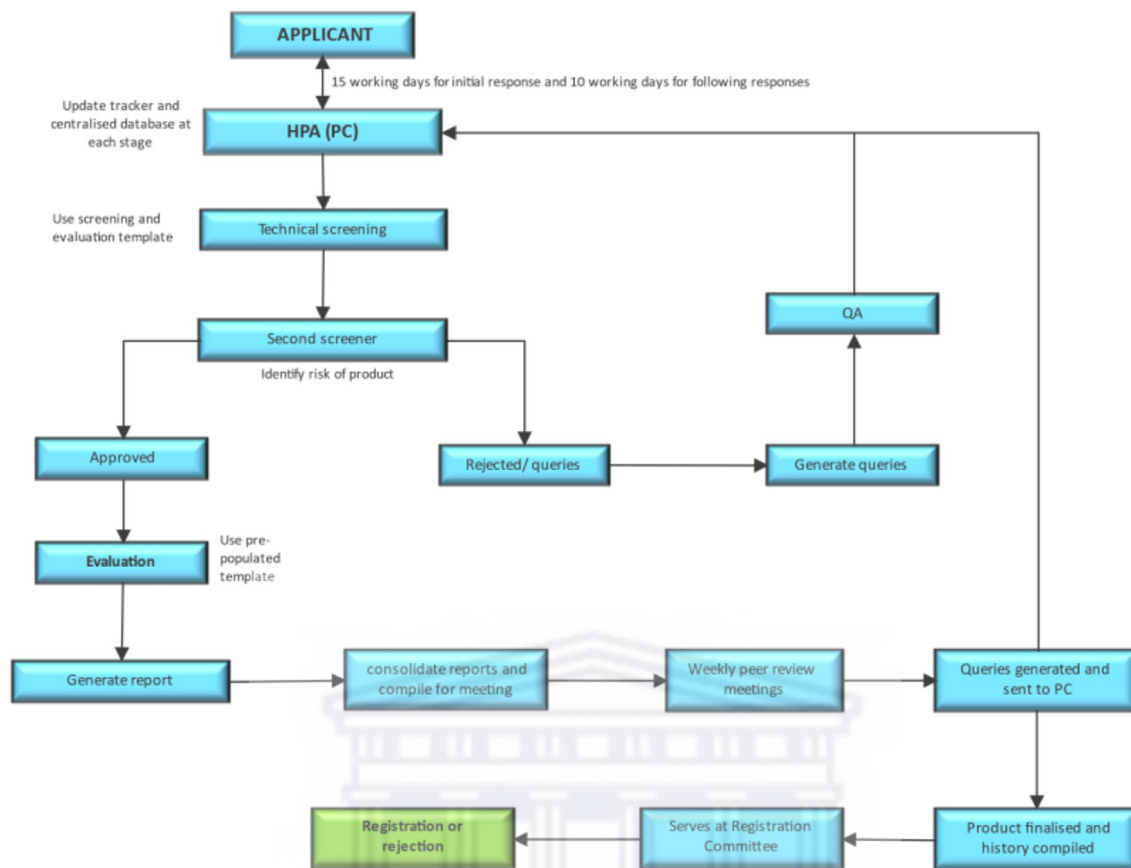 APPLICANT
15 working days for initial response and 10 working days for following responses
Update tracker and
centralised database at
each stage
HPA (PC)
Use screening and
evaluation template
Technical screening
QA
Second screener
Identify risk of product
Approved
Rejected/ queries
Generate queries
Evaluation
Use pre-
populated
template
Generate report
consolidate reports and
compile for meeting
Weekly peer review
meetings
Queries generated and
sent to PC
Registration or
rejection
Serves at Registration
Committee
Product finalised and
history compiled